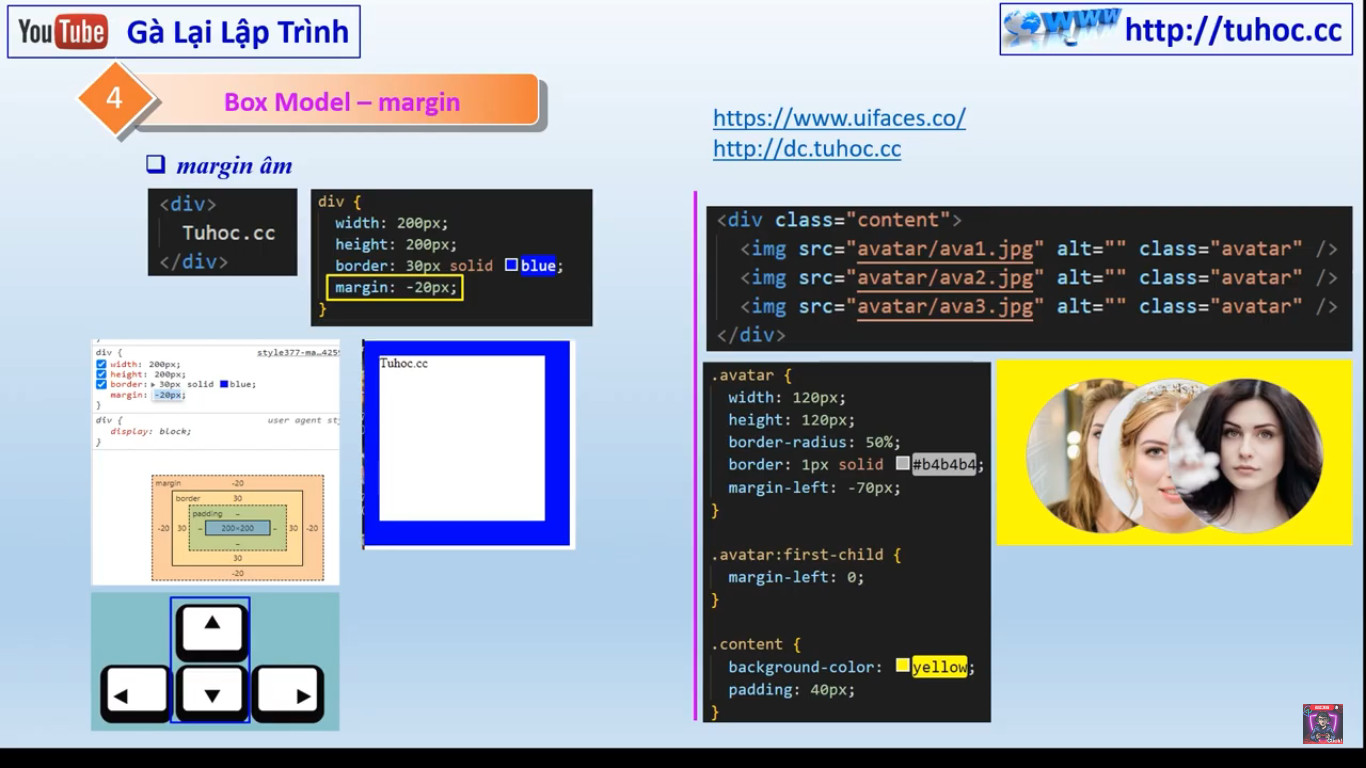 YouTube Gà Lại Lập Trình
WWW http://tuhoc.cc
4
Box Model – margin
margin âm
<div>
Tuhoc.cc
</div>
div {
width: 200px;
height: 200px;
border: 30px solid blue;
margin: -20px;
}
div {
style377-ma…425
width: 200px;
height: 200px;
border: 30px solid blue;
margin: -20px;
}
div { user agent st
display: block;
}
margin -20
border 30
padding –
-20 30 – 200×200 – 30 -20
–
30
-20
Tuhoc.cc
https://www.uifaces.co/
http://dc.tuhoc.cc
<div class="content">
<img src="avatar/ava1.jpg" alt="" class="avatar" />
<img src="avatar/ava2.jpg" alt="" class="avatar" />
<img src="avatar/ava3.jpg" alt="" class="avatar" />
</div>
.avatar {
width: 120px;
height: 120px;
border-radius: 50%;
border: 1px solid #b4b4b4;
margin-left: -70px;
}
.avatar:first-child {
margin-left: 0;
}
.content {
background-color: yellow;
padding: 40px;
}